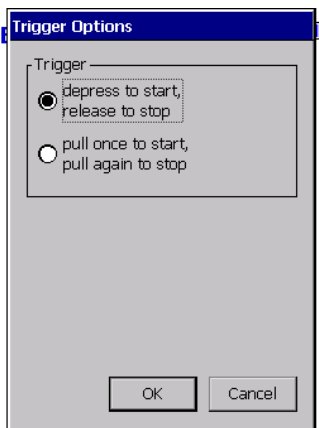 Trigger Options
Trigger
depress to start,
release to stop
pull once to start,
pull again to stop
OK
Cancel